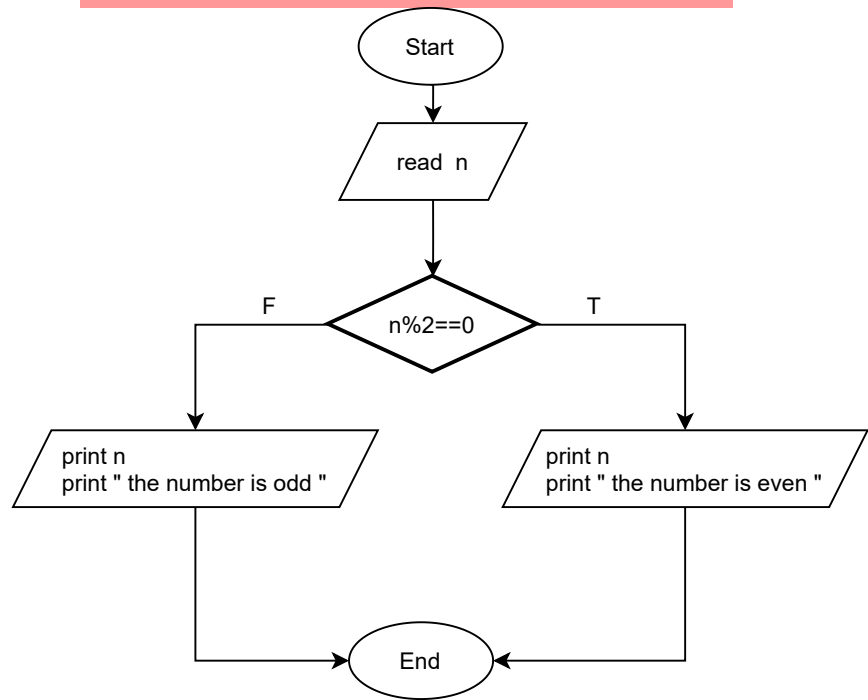 Start
read n
n%2==0
F
T
print n
print " the number is odd "
print n
print " the number is even "
End